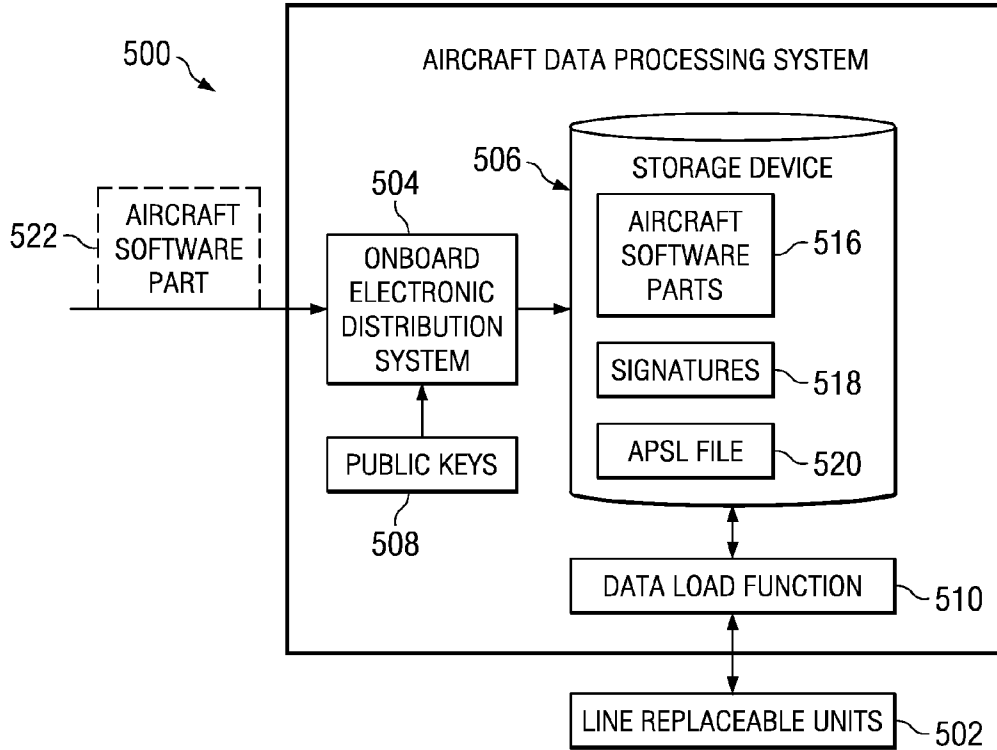 500
AIRCRAFT DATA PROCESSING SYSTEM
522
AIRCRAFT
SOFTWARE
PART
504
ONBOARD
ELECTRONIC
DISTRIBUTION
SYSTEM
PUBLIC KEYS
508
506
STORAGE DEVICE
AIRCRAFT
SOFTWARE
PARTS
516
SIGNATURES
518
APSL FILE
520
DATA LOAD FUNCTION
510
LINE REPLACEABLE UNITS
502